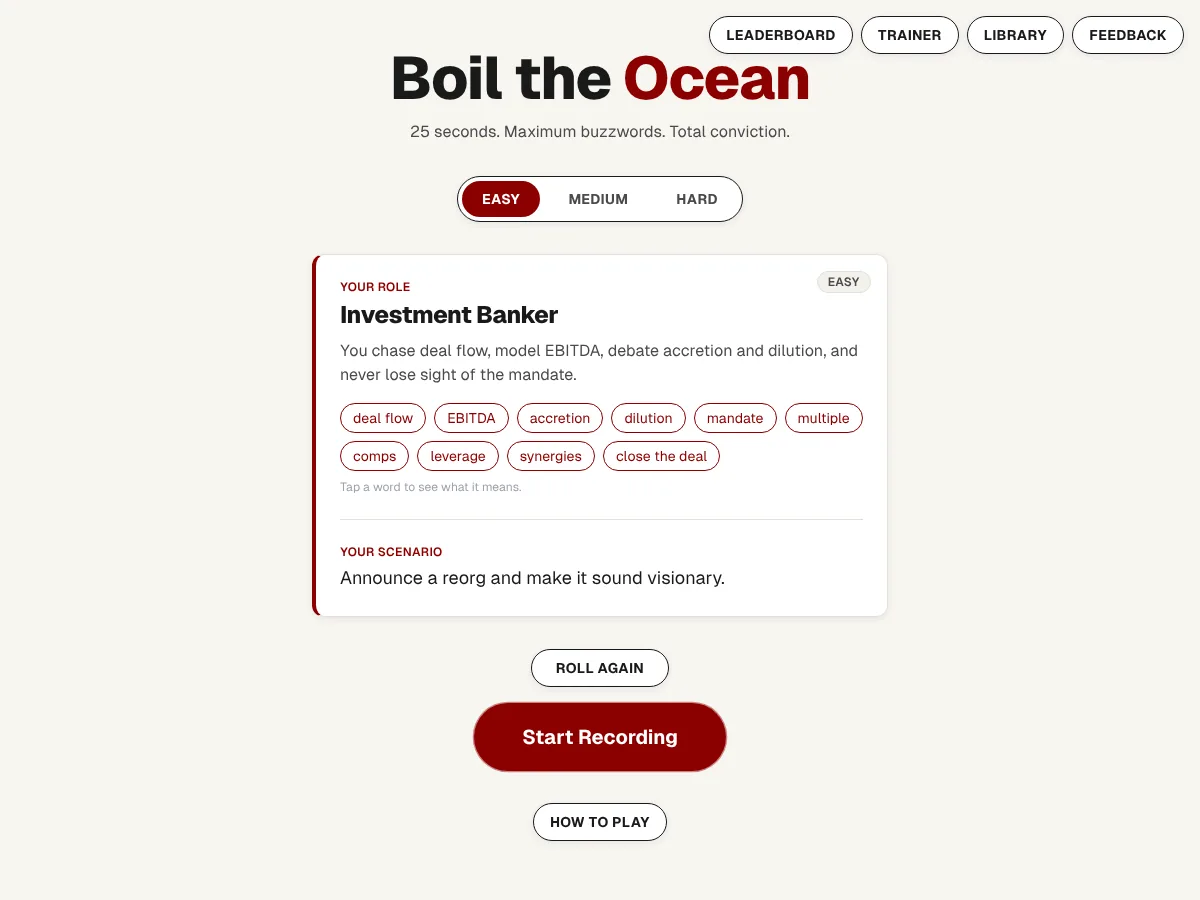 LEADERBOARD TRAINER LIBRARY FEEDBACK
Boil the Ocean
25 seconds. Maximum buzzwords. Total conviction.
EASY MEDIUM HARD
EASY
YOUR ROLE
Investment Banker
You chase deal flow, model EBITDA, debate accretion and dilution, and
never lose sight of the mandate.
deal flow EBITDA accretion dilution mandate multiple
comps leverage synergies close the deal
Tap a word to see what it means.
YOUR SCENARIO
Announce a reorg and make it sound visionary.
ROLL AGAIN
Start Recording
HOW TO PLAY